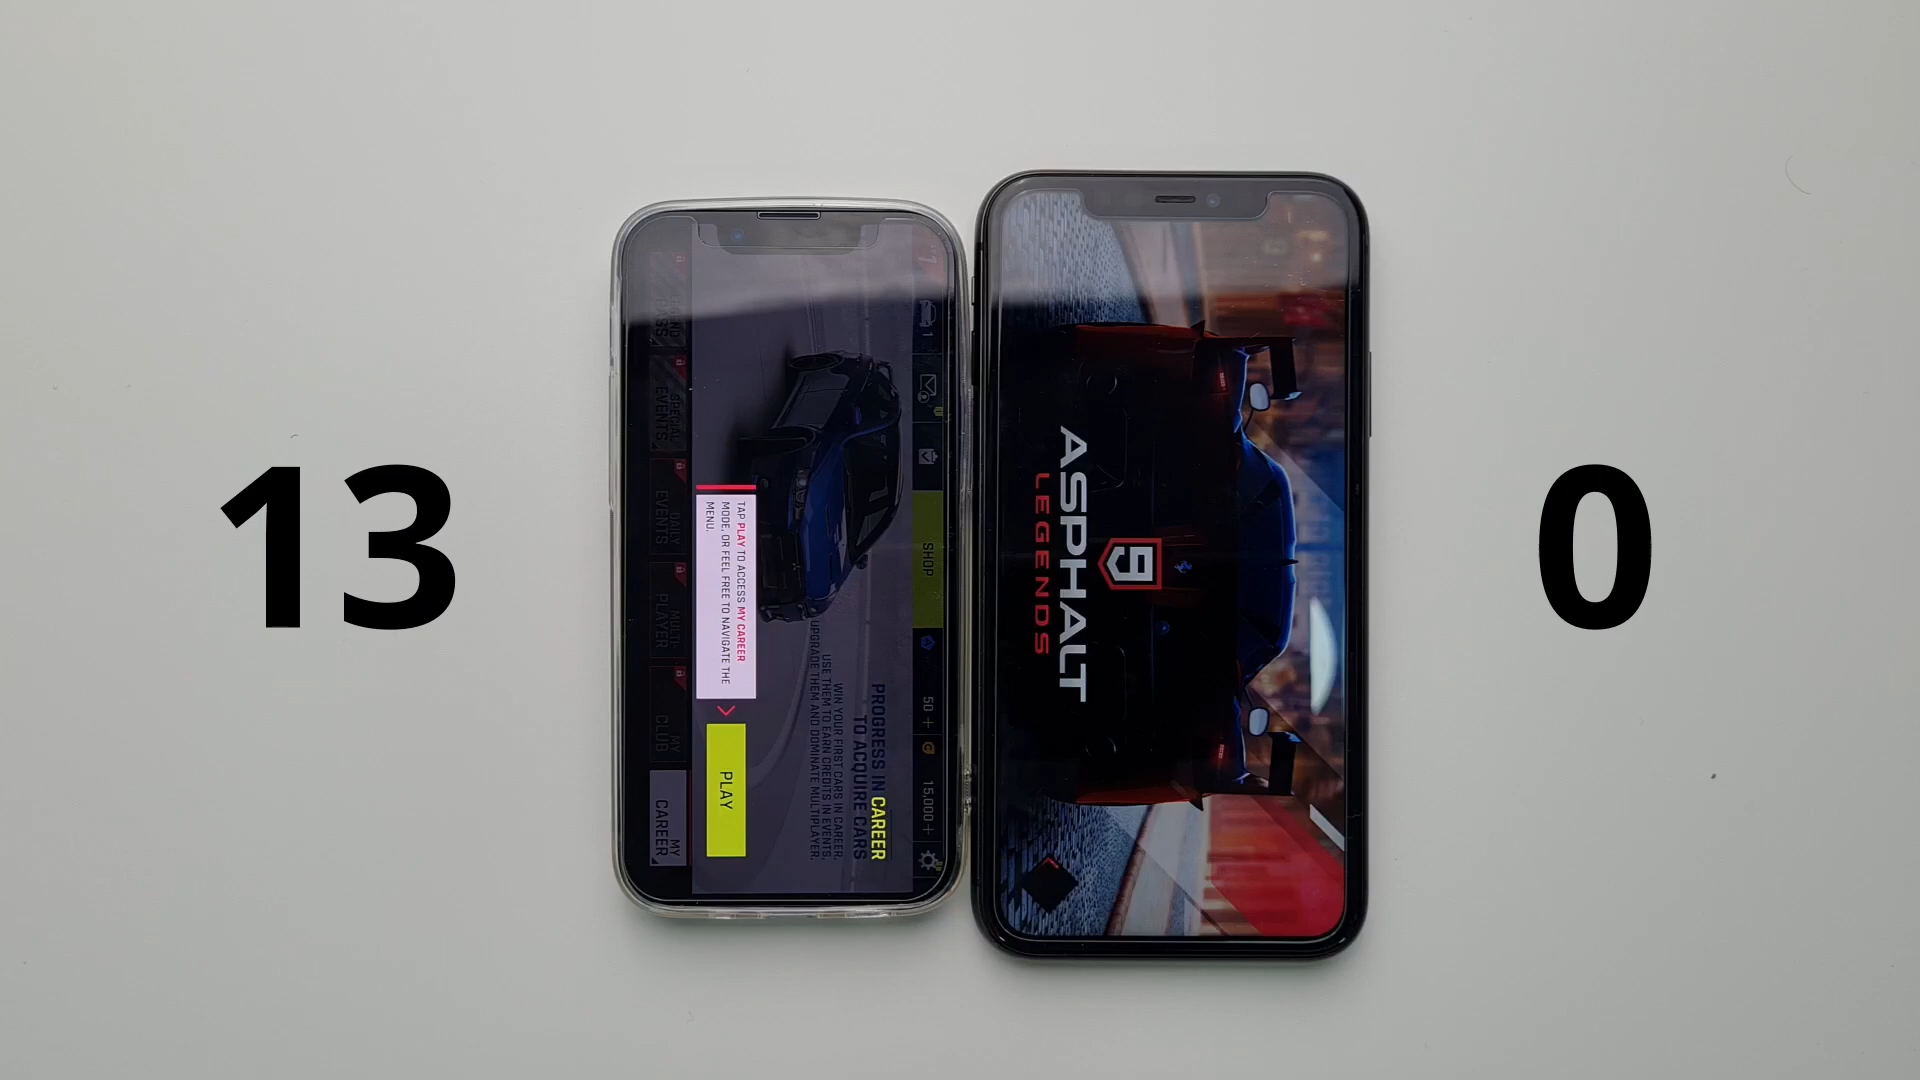 13
1
SHOP
50 +
15,000 +
PROGRESS IN CAREER
TO ACQUIRE CARS
WIN YOUR FIRST CARS IN CAREER,
USE THEM TO EARN CREDITS IN EVENTS,
UPGRADE THEM AND DOMINATE MULTIPLAYER.
TAP PLAY TO ACCESS MY CAREER
MODE, OR FEEL FREE TO NAVIGATE THE
MENU.
PLAY
PASS
SPECIAL
EVENTS
DAILY
EVENTS
MULTI-
PLAYER
MY
CLUB
MY
CAREER
9
ASPHALT
LEGENDS
0